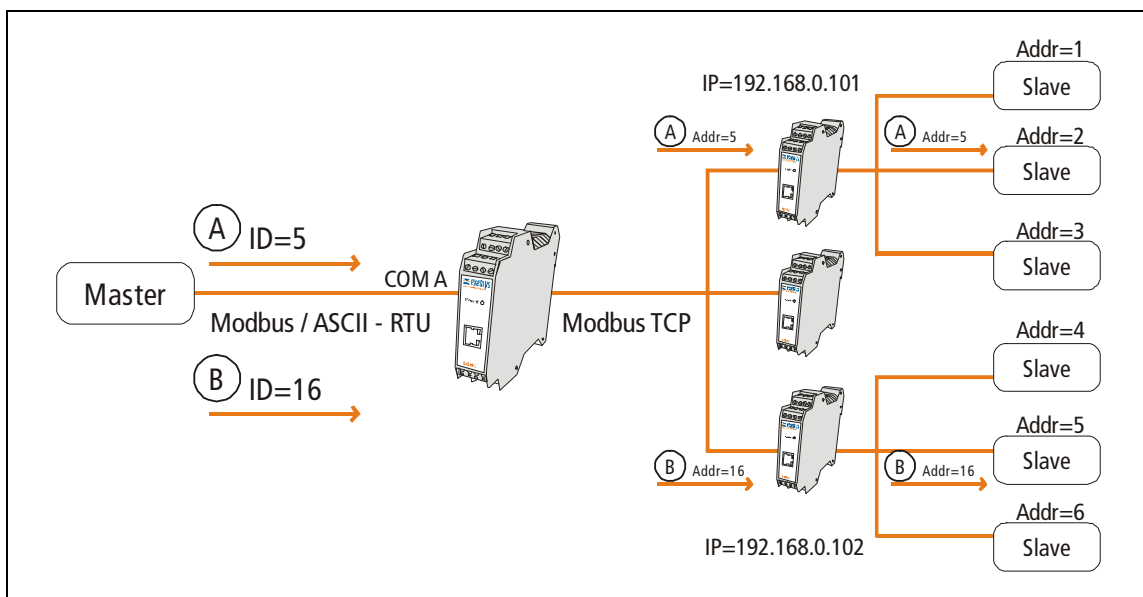 Addr=1
Slave
IP=192.168.0.101
A Addr=5
A Addr=5
Addr=2
Slave
A ID=5
Addr=3
Slave
COM A
Master
Modbus / ASCII - RTU
Modbus TCP
Addr=4
Slave
B ID=16
Addr=5
Slave
B Addr=16
B Addr=16
Addr=6
Slave
IP=192.168.0.102